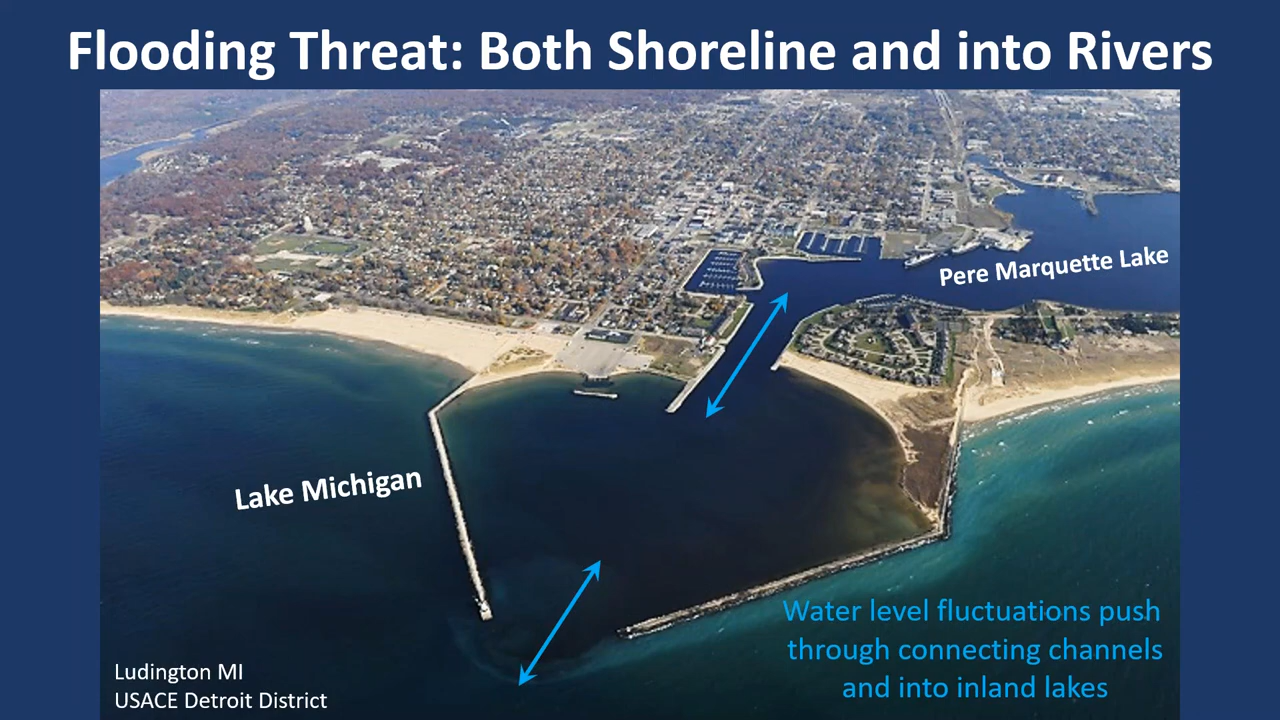 Flooding Threat: Both Shoreline and into Rivers
Pere Marquette Lake
Lake Michigan
Water level fluctuations push
through connecting channels
and into inland lakes
Ludington MI
USACE Detroit District